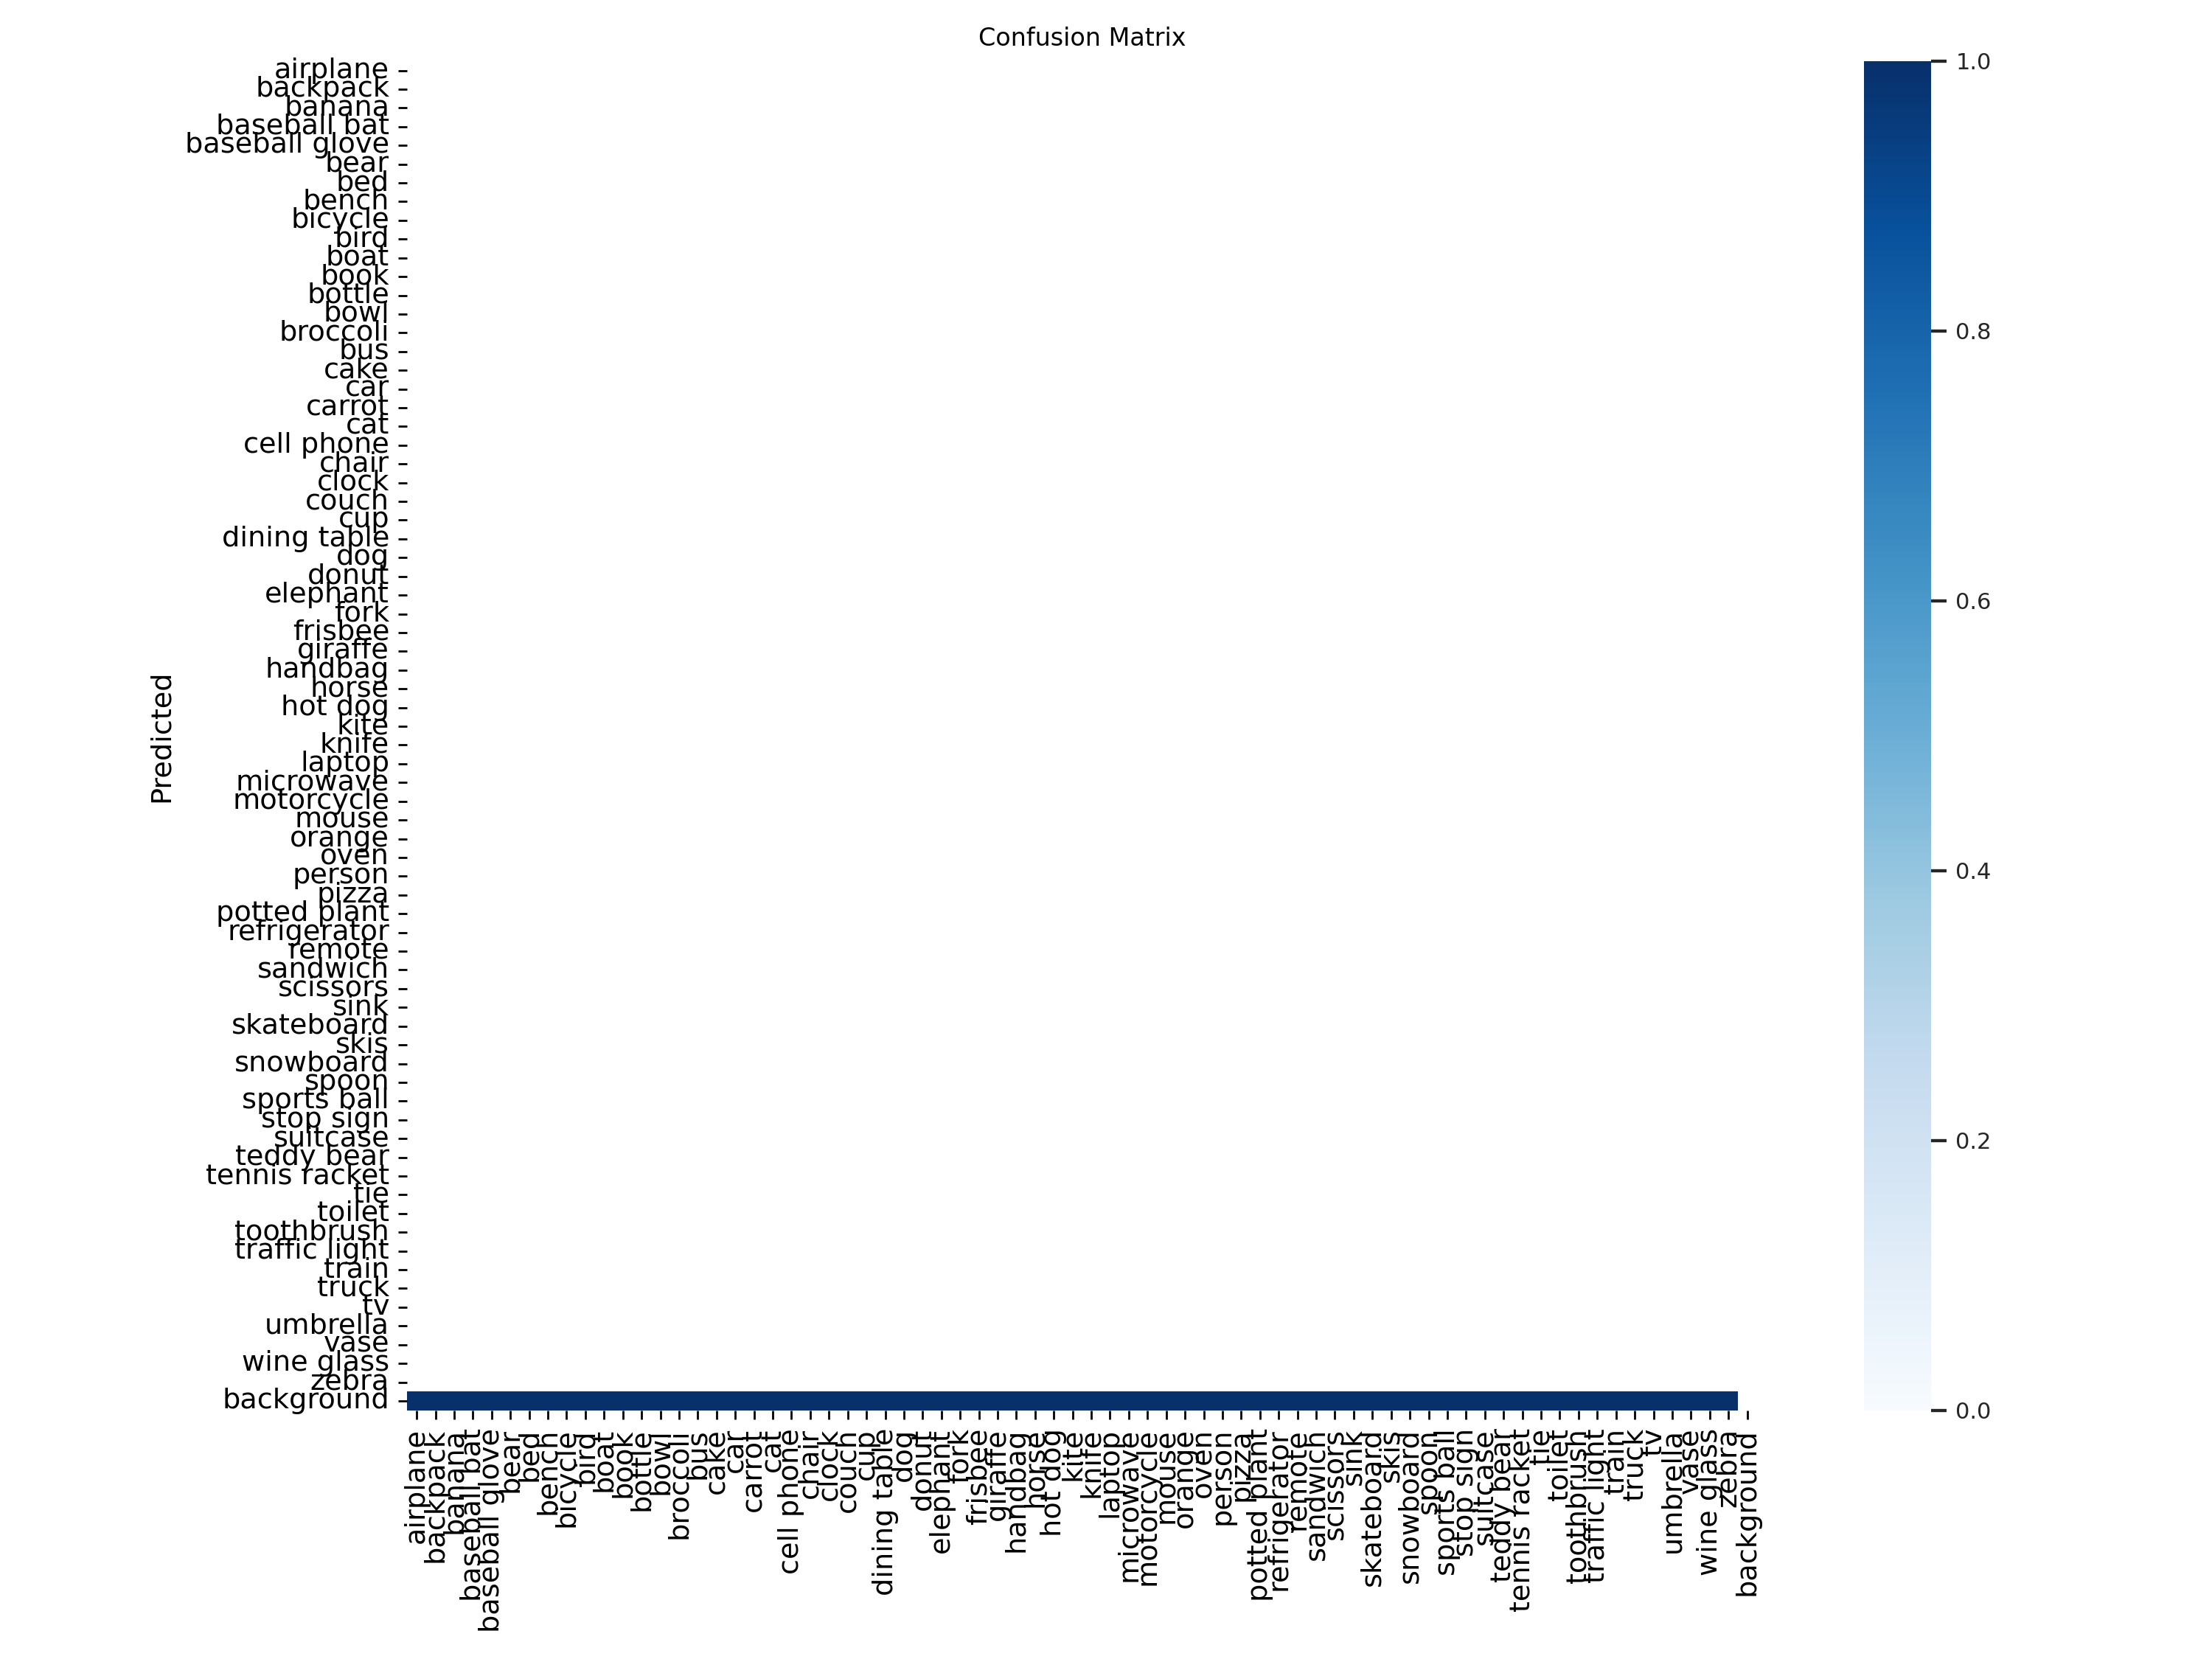 Confusion Matrix
airplane
backpack
banana
baseball bat
baseball glove
bear
bed
bench
bicycle
bird
boat
book
bottle
bowl
broccoli
bus
cake
car
carrot
cat
cell phone
chair
clock
couch
cup
dining table
dog
donut
elephant
fork
frisbee
giraffe
handbag
horse
hot dog
kite
knife
laptop
microwave
motorcycle
mouse
orange
oven
person
pizza
potted plant
refrigerator
remote
sandwich
scissors
sink
skateboard
skis
snowboard
spoon
sports ball
stop sign
suitcase
teddy bear
tennis racket
tie
toilet
toothbrush
traffic light
train
truck
tv
umbrella
vase
wine glass
zebra
background
Predicted
airplane
backpack
banana
baseball bat
baseball glove
bear
bed
bench
bicycle
bird
boat
book
bottle
bowl
broccoli
bus
cake
car
carrot
cat
cell phone
chair
clock
couch
cup
dining table
dog
donut
elephant
fork
frisbee
giraffe
handbag
horse
hot dog
kite
knife
laptop
microwave
motorcycle
mouse
orange
oven
person
pizza
potted plant
refrigerator
remote
sandwich
scissors
sink
skateboard
skis
snowboard
spoon
sports ball
stop sign
suitcase
teddy bear
tennis racket
tie
toilet
toothbrush
traffic light
train
truck
tv
umbrella
vase
wine glass
zebra
background
1.0
0.8
0.6
0.4
0.2
0.0